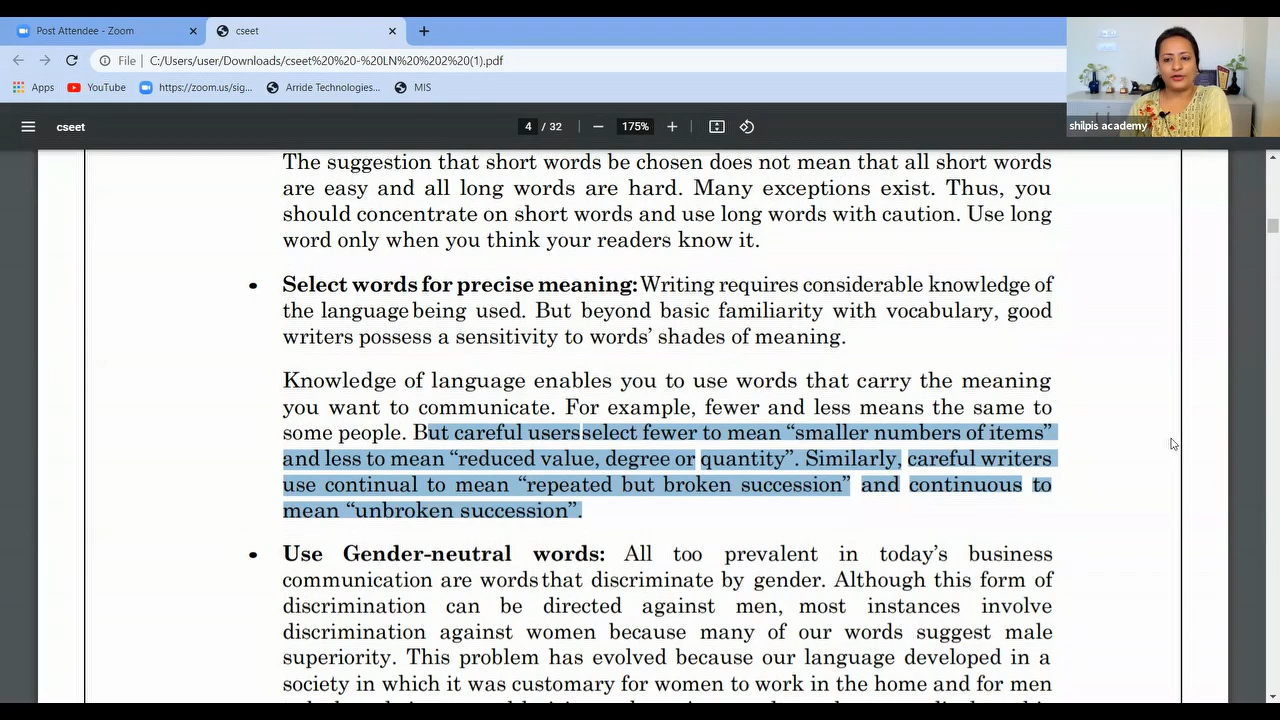 Post Attendee - Zoom
cseet
File
C:/Users/user/Downloads/cseet%20%20-%20LN%20%202%20(1).pdf
Apps
YouTube
https://zoom.us/sig...
Arride Technologies...
MIS
shilpis academy
cseet
4 / 32
175%
The suggestion that short words be chosen does not mean that all short words
are easy and all long words are hard. Many exceptions exist. Thus, you
should concentrate on short words and use long words with caution. Use long
word only when you think your readers know it.
• Select words for precise meaning: Writing requires considerable knowledge of
the language being used. But beyond basic familiarity with vocabulary, good
writers possess a sensitivity to words’ shades of meaning.
Knowledge of language enables you to use words that carry the meaning
you want to communicate. For example, fewer and less means the same to
some people. But careful users select fewer to mean “smaller numbers of items”
and less to mean “reduced value, degree or quantity”. Similarly, careful writers
use continual to mean “repeated but broken succession” and continuous to
mean “unbroken succession”.
• Use Gender-neutral words: All too prevalent in today’s business
communication are words that discriminate by gender. Although this form of
discrimination can be directed against men, most instances involve
discrimination against women because many of our words suggest male
superiority. This problem has evolved because our language developed in a
society in which it was customary for women to work in the home and for men